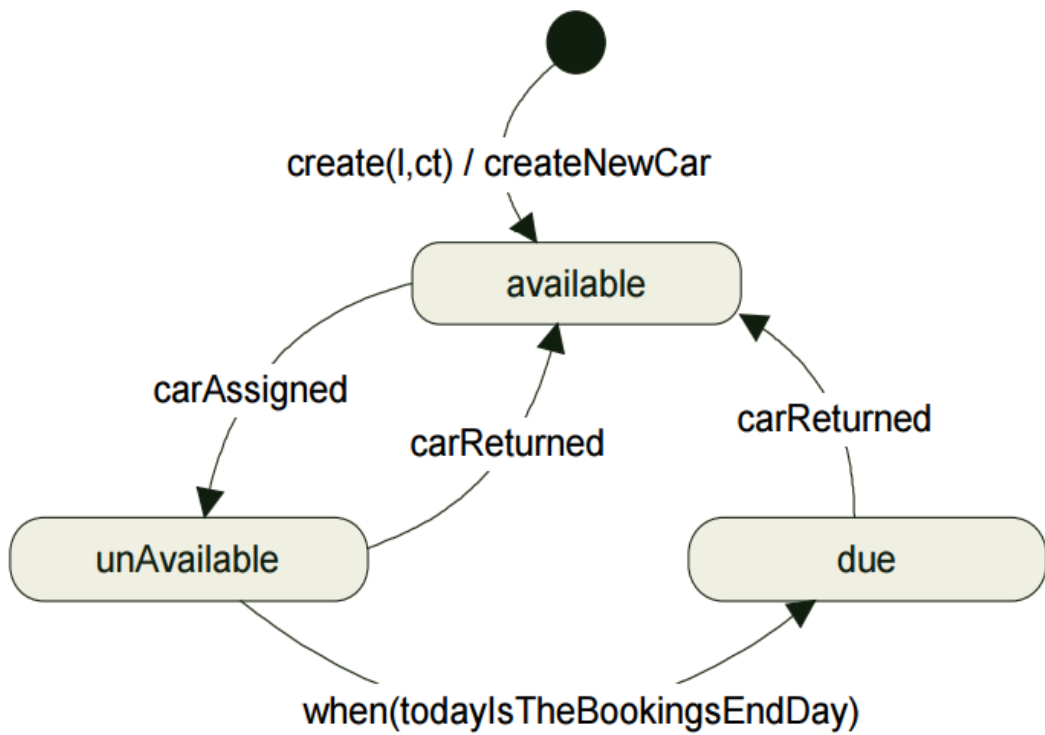 create(l,ct) / createNewCar
available
carAssigned
carReturned
carReturned
unAvailable
due
when(todayIsTheBookingsEndDay)